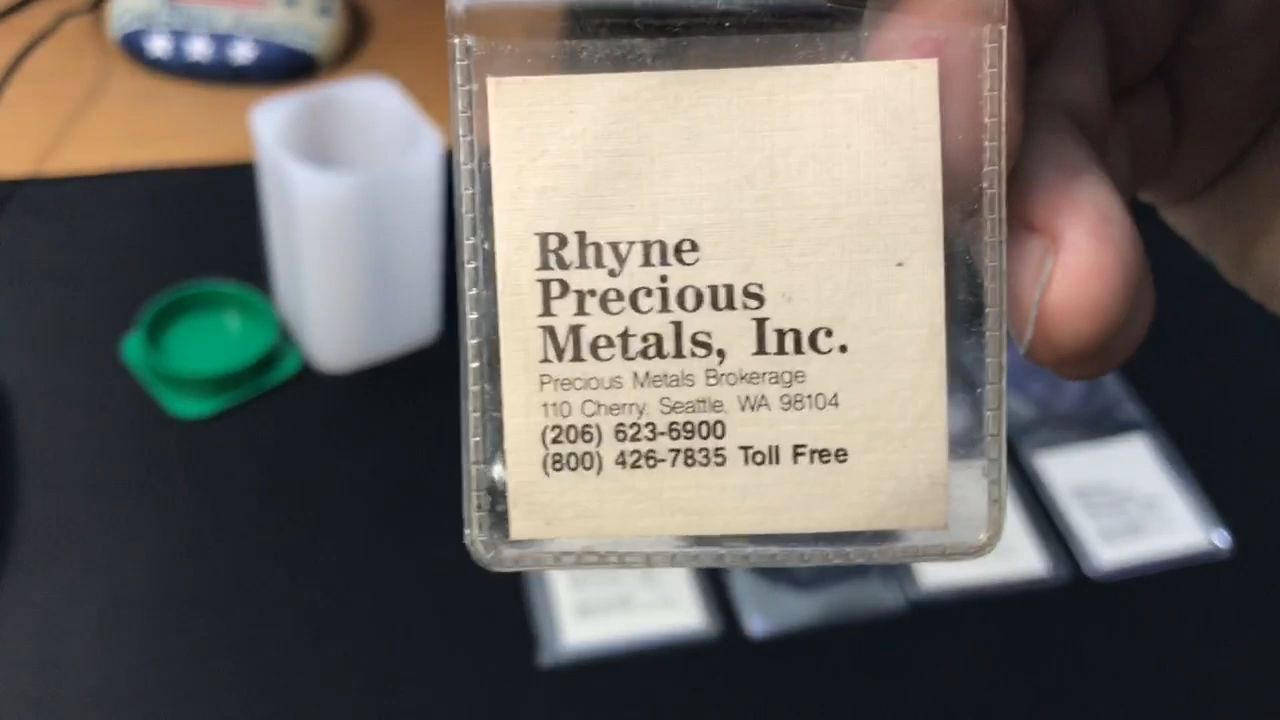 Rhyne
Precious
Metals, Inc.
Precious Metals Brokerage
110 Cherry, Seattle, WA 98104
(206) 623-6900
(800) 426-7835 Toll Free